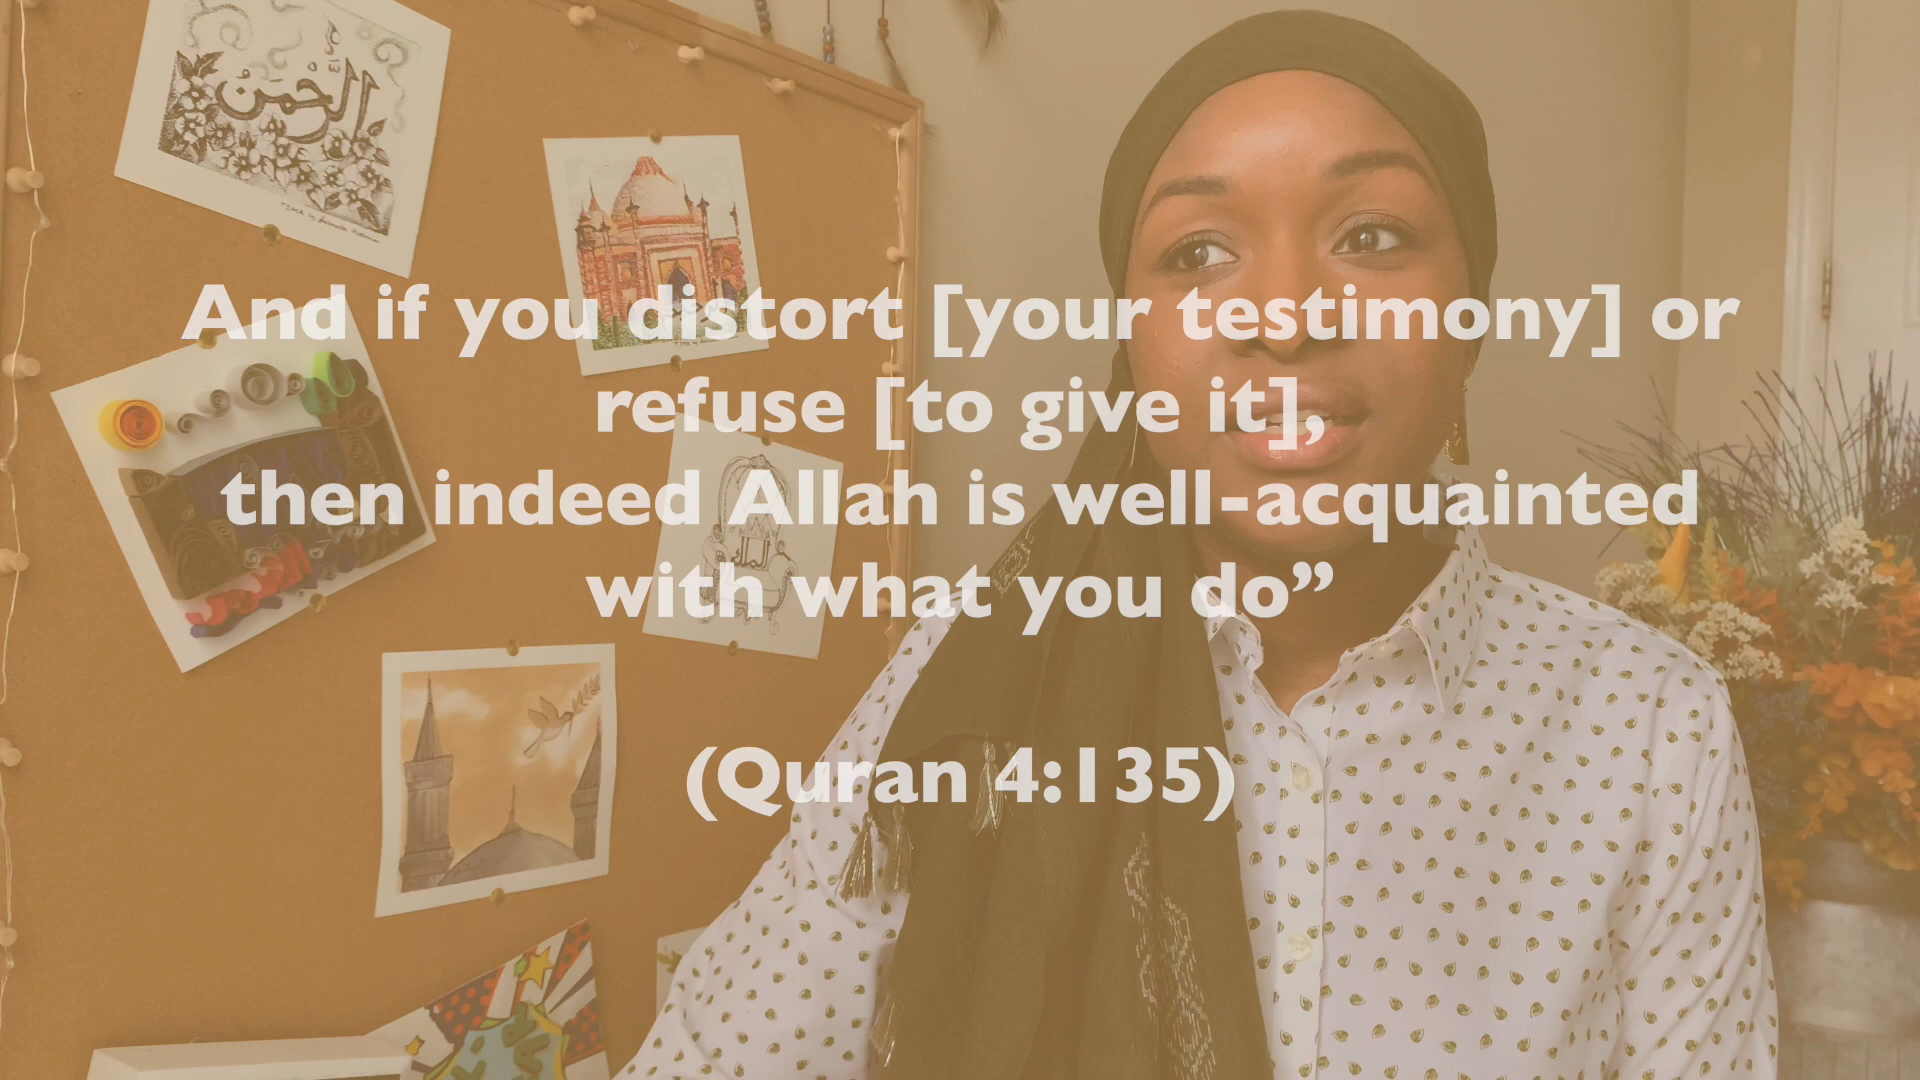 الرَّحْمَنُ
And if you distort [your testimony] or
refuse [to give it],
then indeed Allah is well-acquainted
with what you do”
(Quran 4:135)